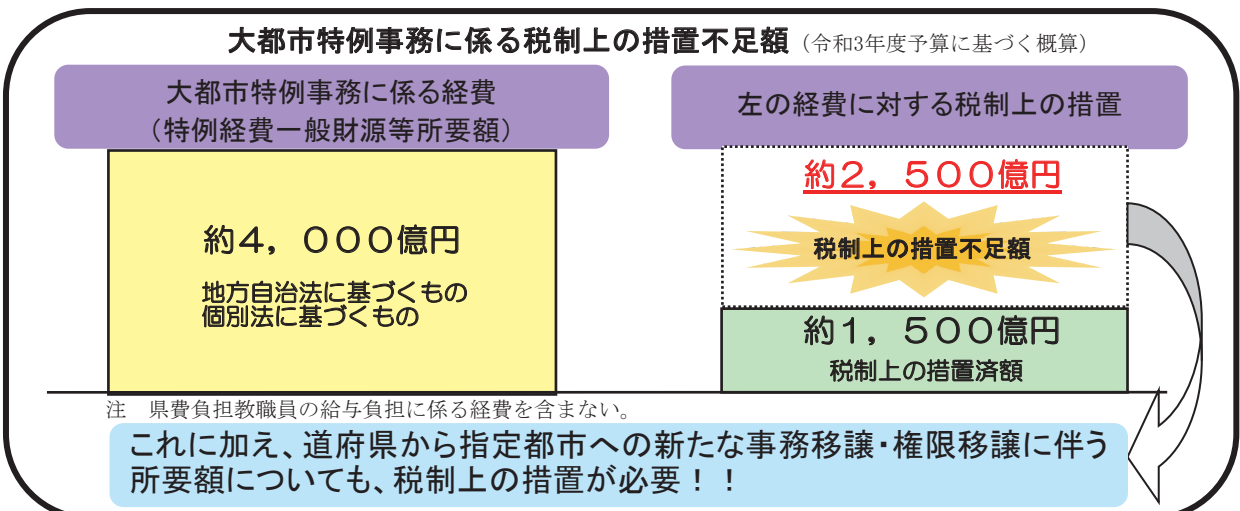 大都市特例事務に係る税制上の措置不足額（令和3年度予算に基づく概算）
大都市特例事務に係る経費
（特例経費一般財源等所要額）
左の経費に対する税制上の措置
約４，０００億円
地方自治法に基づくもの
個別法に基づくもの
約２，５００億円
税制上の措置不足額
約１，５００億円
税制上の措置済額
注　県費負担教職員の給与負担に係る経費を含まない。
これに加え、道府県から指定都市への新たな事務移譲・権限移譲に伴う
所要額についても、税制上の措置が必要！！